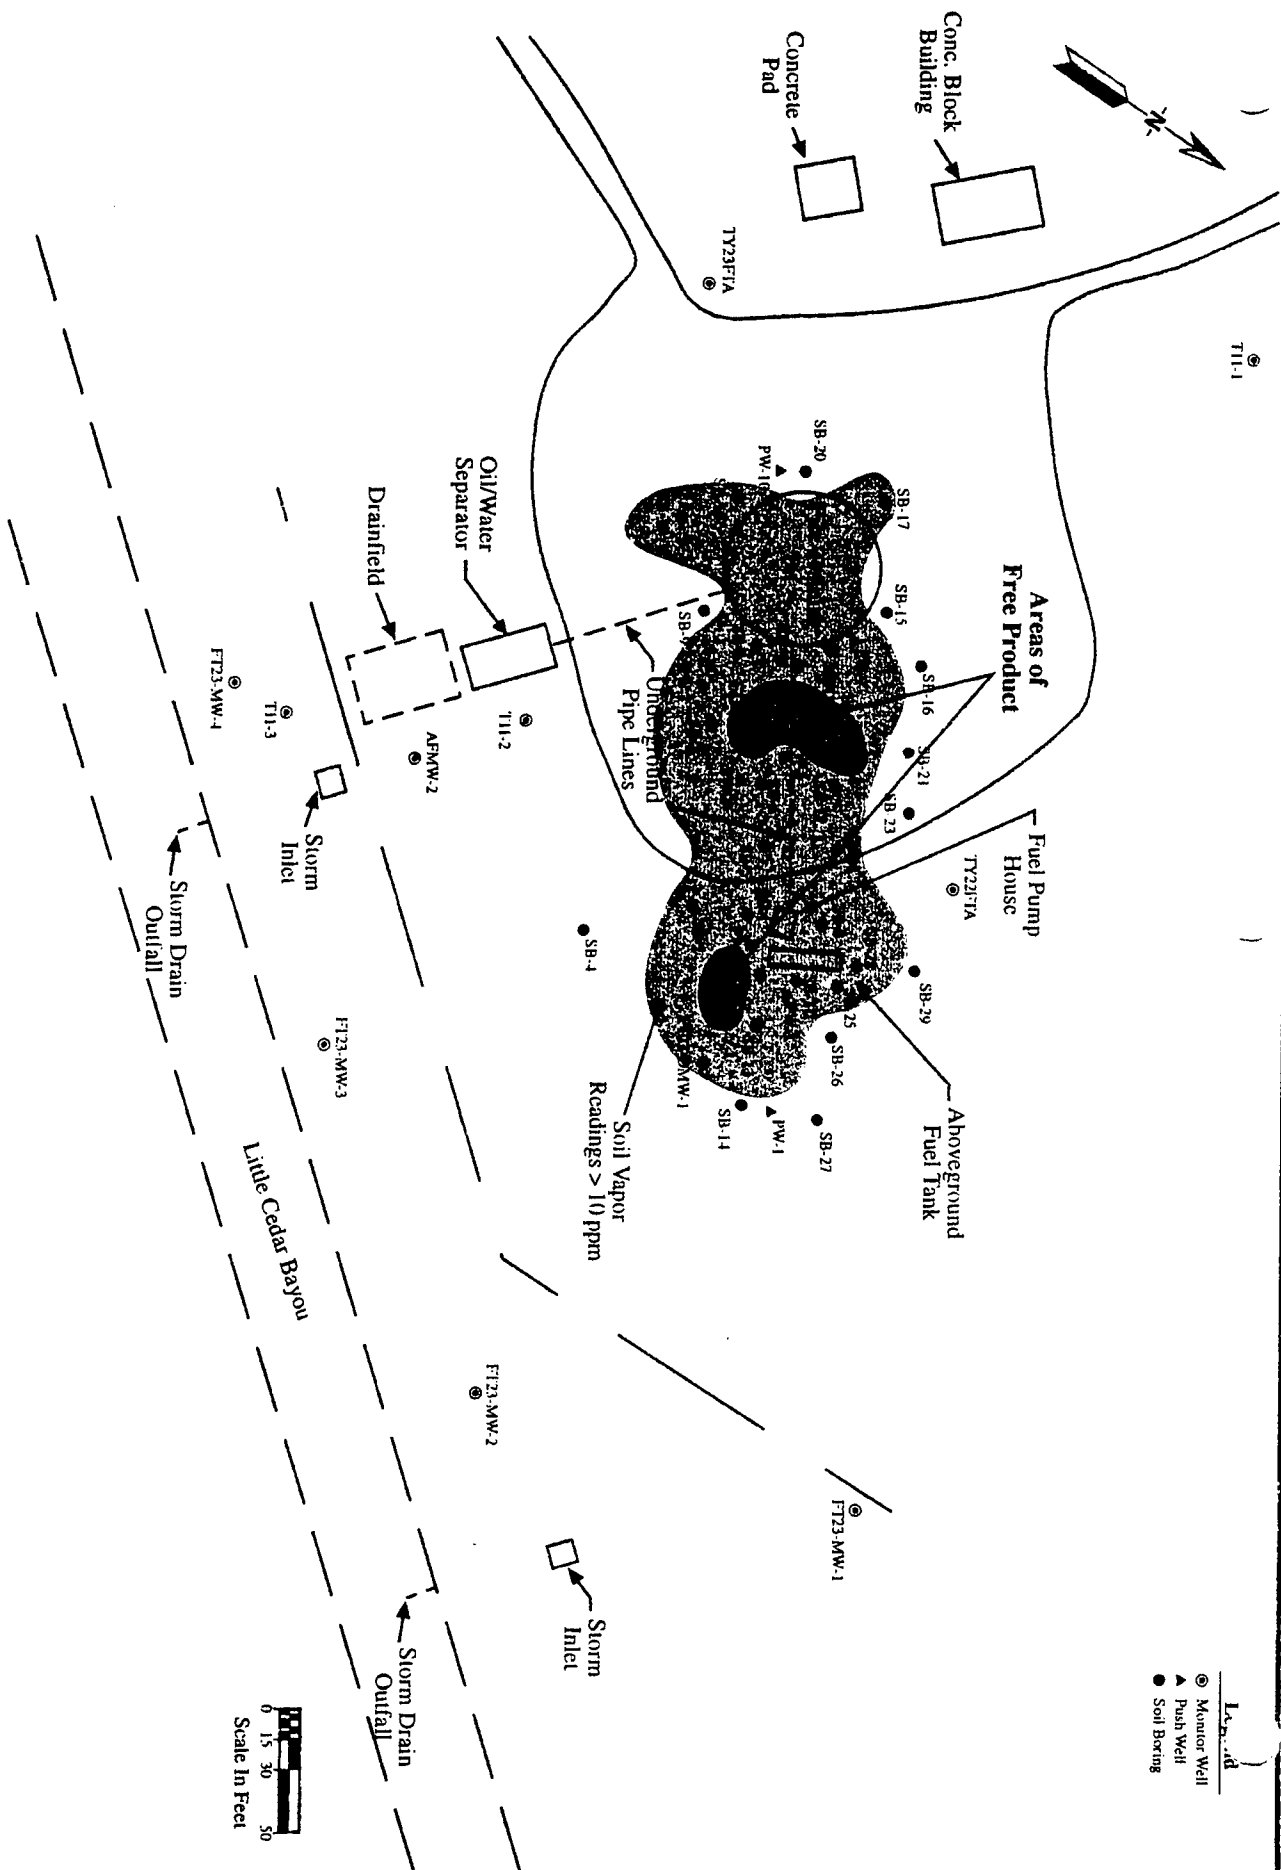 Conc. Block
Building
Concrete
Pad
N
TY23FTA
T11-1
SB-20
PW-10
SB-17
SB-15
SB-16
SB-21
SB-23
Areas of
Free Product
Fuel Pump
House
TY22FTA
SB-29
SB-26
SB-27
PW-1
SB-14
MW-1
25
Aboveground
Fuel Tank
Soil Vapor
Readings > 10 ppm
Oil/Water
Separator
Drainfield
Underground
Pipe Lines
T11-2
AFMW-2
T11-3
FT23-MW-4
Storm
Inlet
Storm Drain
Outfall
SB-4
FT23-MW-3
Little Cedar Bayou
FT23-MW-2
FT23-MW-1
Storm
Inlet
Storm Drain
Outfall
Monitor Well
Push Well
Soil Boring
0 15 30 50
Scale In Feet